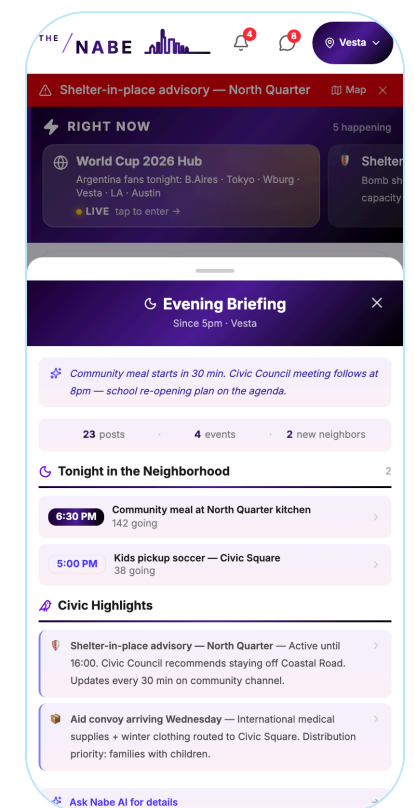 THE / NABE
4
8
Vesta
Shelter-in-place advisory — North Quarter Map ×
RIGHT NOW 5 happening
World Cup 2026 Hub
Argentina fans tonight: B.Aires · Tokyo · Wburg ·
Vesta · LA · Austin
LIVE tap to enter →
Shelter
Bomb sh
capacity
Evening Briefing
Since 5pm · Vesta
Community meal starts in 30 min. Civic Council meeting follows at
8pm — school re-opening plan on the agenda.
23 posts · 4 events · 2 new neighbors
Tonight in the Neighborhood 2
6:30 PM Community meal at North Quarter kitchen
142 going
5:00 PM Kids pickup soccer — Civic Square
38 going
Civic Highlights
Shelter-in-place advisory — North Quarter — Active until
16:00. Civic Council recommends staying off Coastal Road.
Updates every 30 min on community channel.
Aid convoy arriving Wednesday — International medical
supplies + winter clothing routed to Civic Square. Distribution
priority: families with children.
Ask Nabe AI for details →